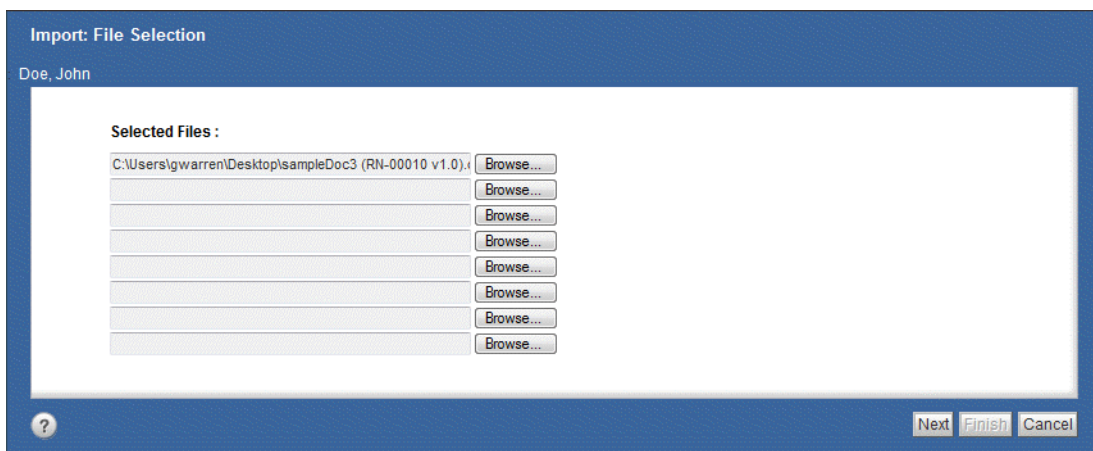 Import: File Selection
Doe, John
Selected Files :
C:\Users\gwarren\Desktop\sampleDoc3 (RN-00010 v1.0). Browse...
Browse...
Browse...
Browse...
Browse...
Browse...
Browse...
Browse...
? Next Finish Cancel